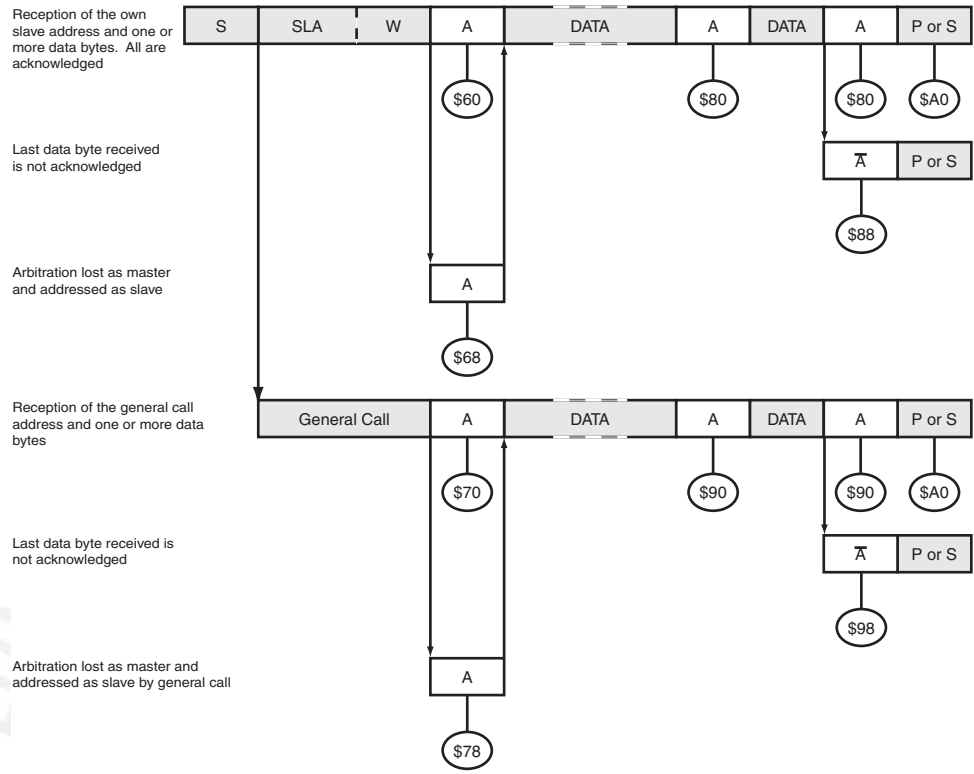 Reception of the own
slave address and one or
more data bytes. All are
acknowledged
S SLA W A DATA A DATA A P or S
$60 $80 $80 $A0
Last data byte received
is not acknowledged
A̅ P or S
$88
Arbitration lost as master
and addressed as slave
A
$68
Reception of the general call
address and one or more data
bytes
General Call A DATA A DATA A P or S
$70 $90 $90 $A0
Last data byte received is
not acknowledged
A̅ P or S
$98
Arbitration lost as master and
addressed as slave by general call
A
$78